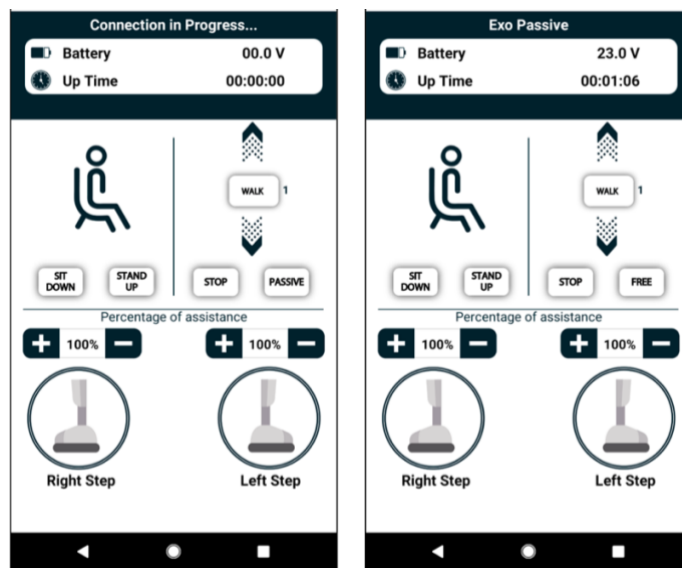 Connection in Progress...
Battery 00.0 V
Up Time 00:00:00
WALK 1
SIT DOWN
STAND UP
STOP
PASSIVE
Percentage of assistance
100%
100%
Right Step
Left Step
Exo Passive
Battery 23.0 V
Up Time 00:01:06
WALK 1
SIT DOWN
STAND UP
STOP
FREE
Percentage of assistance
100%
100%
Right Step
Left Step